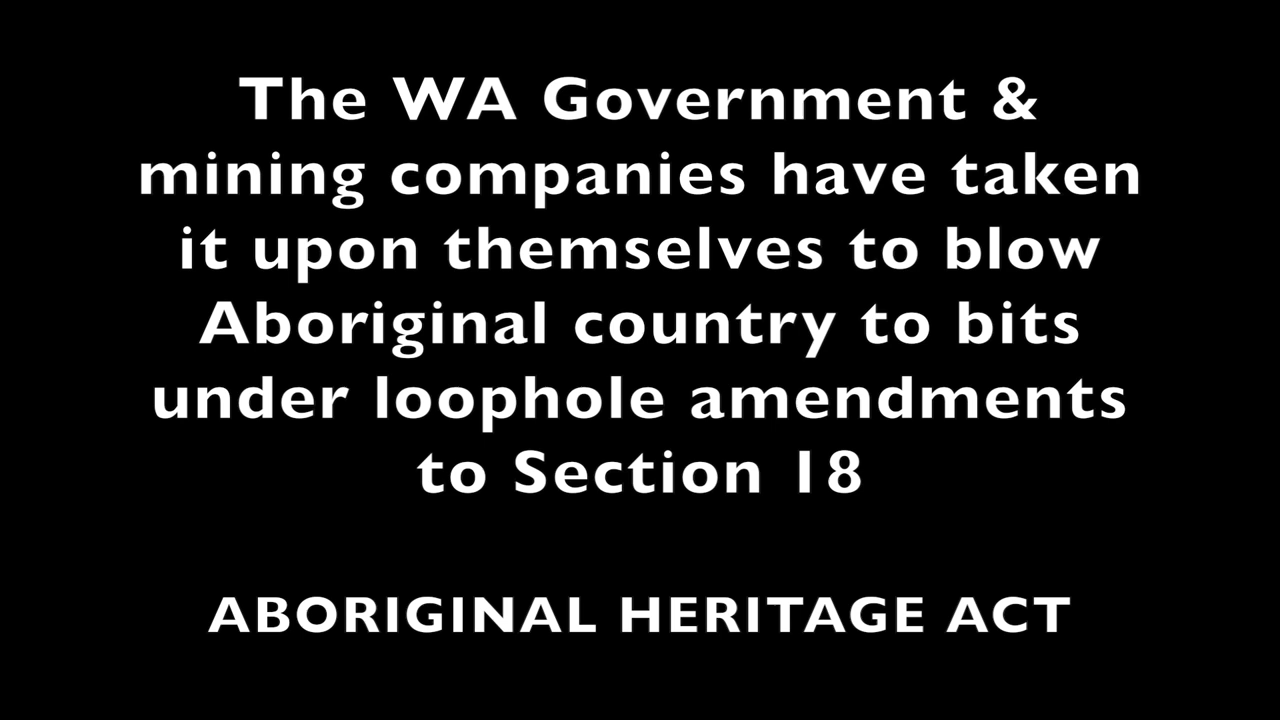 The WA Government &
mining companies have taken
it upon themselves to blow
Aboriginal country to bits
under loophole amendments
to Section 18
ABORIGINAL HERITAGE ACT